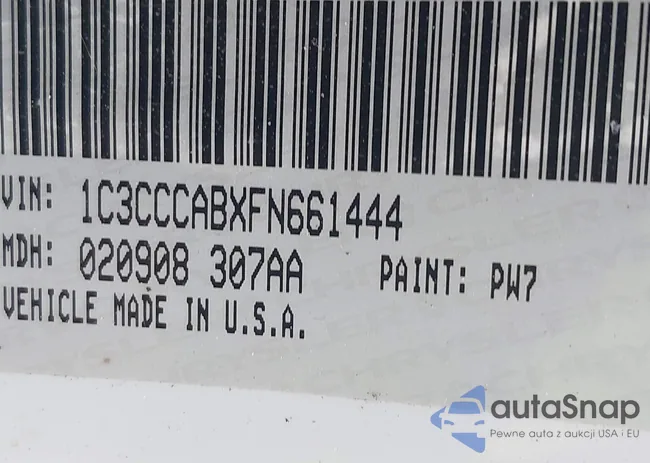 VIN: 1C3CCCABXFN661444
MDH: 020908 307AA PAINT: PW7
VEHICLE MADE IN U.S.A.
autaSnap
Pewne auta z aukcji USA i EU